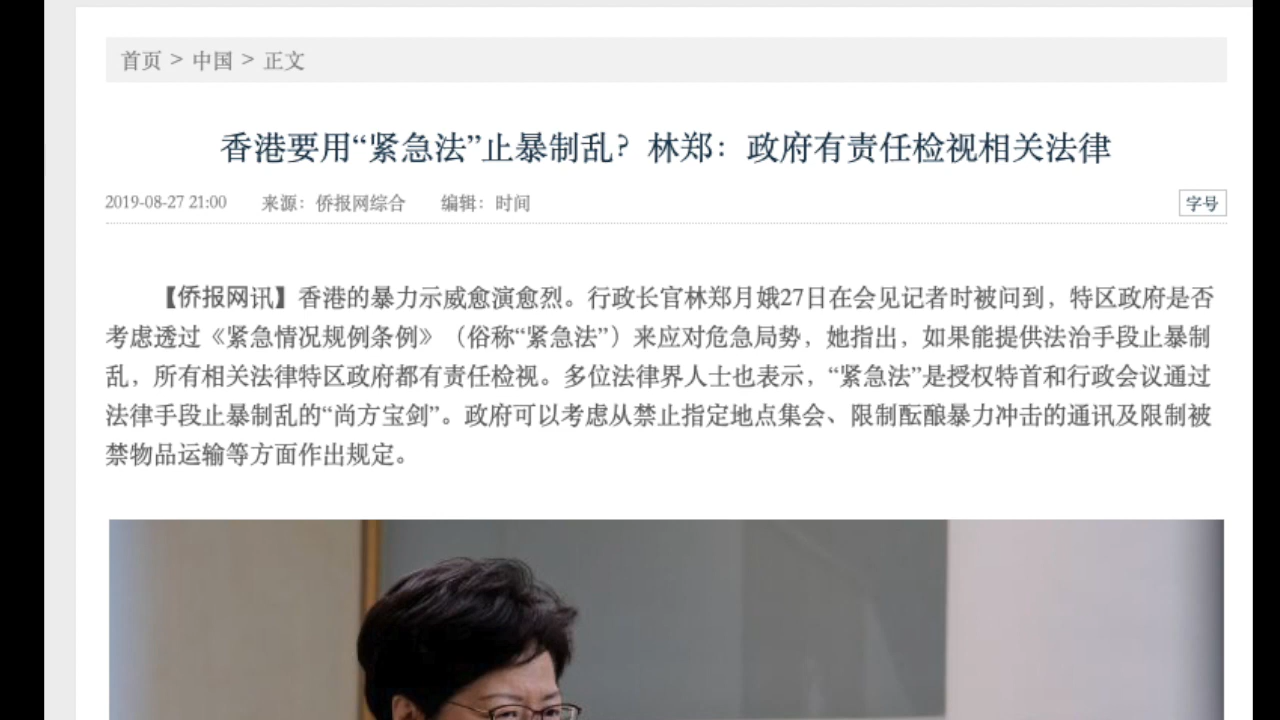 首页 > 中国 > 正文
香港要用“紧急法”止暴制乱？林郑：政府有责任检视相关法律
2019-08-27 21:00 来源：侨报网综合 编辑：时间 字号
【侨报网讯】香港的暴力示威愈演愈烈。行政长官林郑月娥27日在会见记者时被问到，特区政府是否
考虑透过《紧急情况规例条例》（俗称“紧急法”）来应对危急局势，她指出，如果能提供法治手段止暴制
乱，所有相关法律特区政府都有责任检视。多位法律界人士也表示，“紧急法”是授权特首和行政会议通过
法律手段止暴制乱的“尚方宝剑”。政府可以考虑从禁止指定地点集会、限制酝酿暴力冲击的通讯及限制被
禁物品运输等方面作出规定。